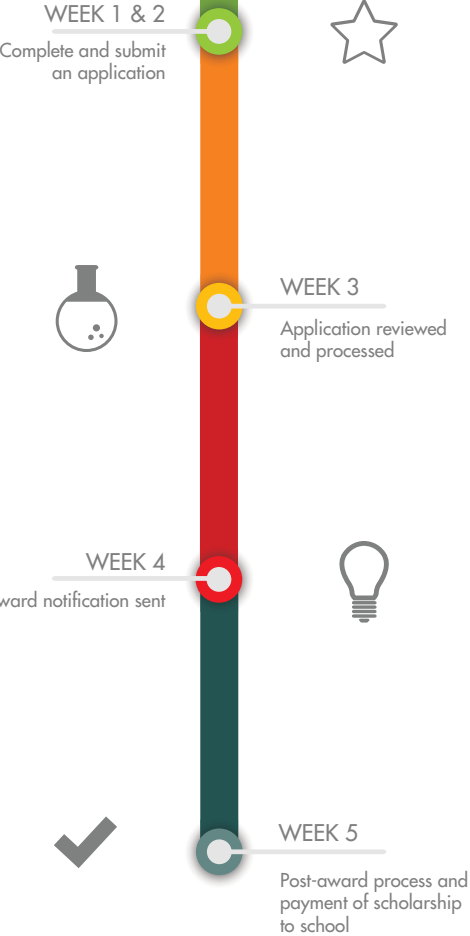 WEEK 1 & 2
Complete and submit
an application
WEEK 3
Application reviewed
and processed
WEEK 4
notification sent
WEEK 5
Post-award process and
payment of scholarship
to school